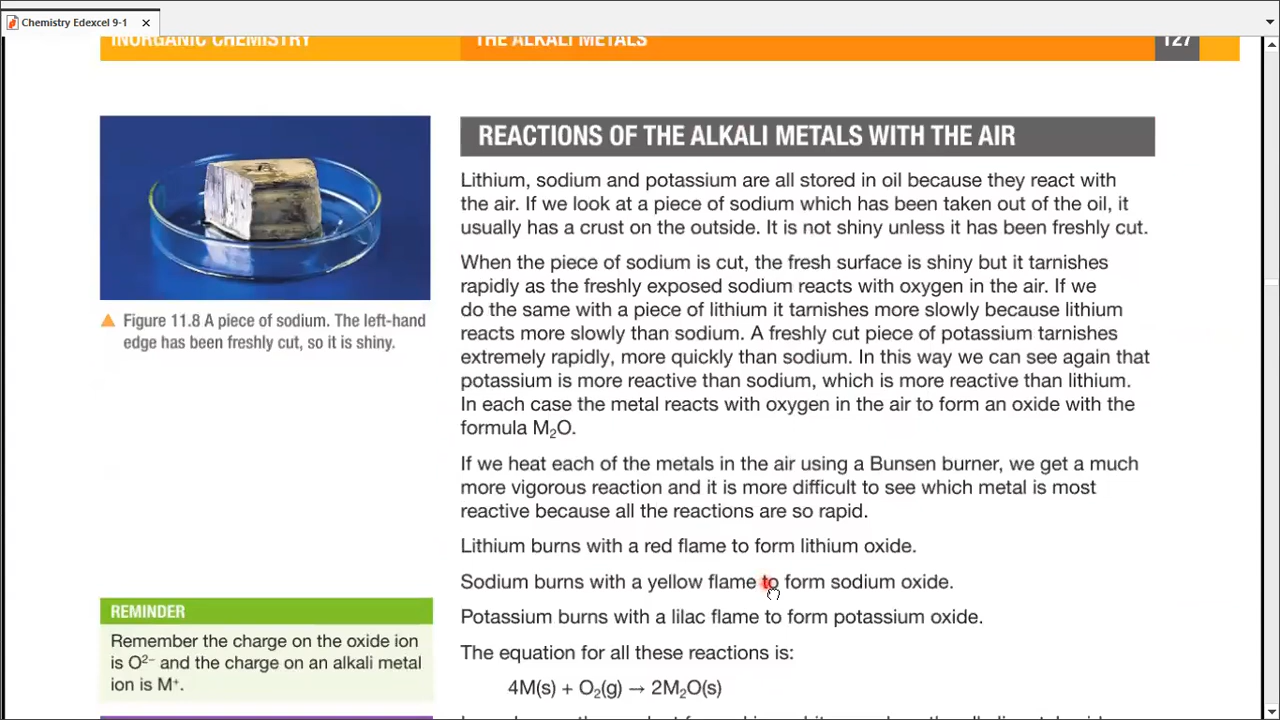 Chemistry Edexcel 9-1
INORGANIC CHEMISTRY
THE ALKALI METALS
127
REACTIONS OF THE ALKALI METALS WITH THE AIR
Lithium, sodium and potassium are all stored in oil because they react with
the air. If we look at a piece of sodium which has been taken out of the oil, it
usually has a crust on the outside. It is not shiny unless it has been freshly cut.
When the piece of sodium is cut, the fresh surface is shiny but it tarnishes
rapidly as the freshly exposed sodium reacts with oxygen in the air. If we
do the same with a piece of lithium it tarnishes more slowly because lithium
reacts more slowly than sodium. A freshly cut piece of potassium tarnishes
extremely rapidly, more quickly than sodium. In this way we can see again that
potassium is more reactive than sodium, which is more reactive than lithium.
In each case the metal reacts with oxygen in the air to form an oxide with the
formula M₂O.
If we heat each of the metals in the air using a Bunsen burner, we get a much
more vigorous reaction and it is more difficult to see which metal is most
reactive because all the reactions are so rapid.
Lithium burns with a red flame to form lithium oxide.
Sodium burns with a yellow flame to form sodium oxide.
Potassium burns with a lilac flame to form potassium oxide.
The equation for all these reactions is:
4M(s) + O₂(g) → 2M₂O(s)
Figure 11.8 A piece of sodium. The left-hand
edge has been freshly cut, so it is shiny.
REMINDER
Remember the charge on the oxide ion
is O²⁻ and the charge on an alkali metal
ion is M⁺.